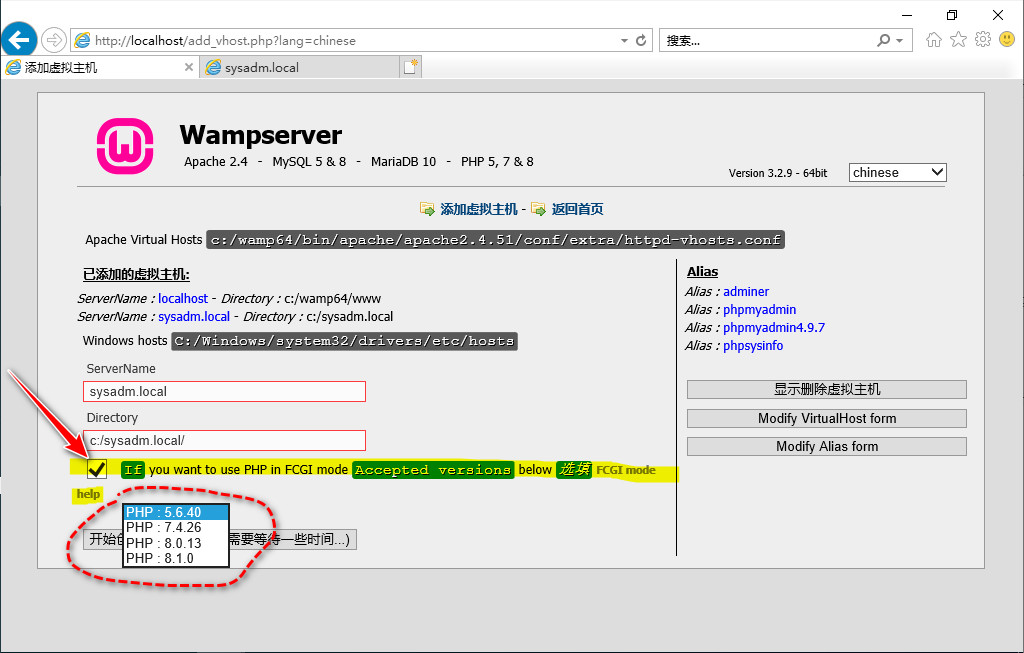 http://localhost/add_vhost.php?lang=chinese
搜索...
添加虚拟主机
sysadm.local
Wampserver
Apache 2.4 - MySQL 5 & 8 - MariaDB 10 - PHP 5, 7 & 8
Version 3.2.9 - 64bit
chinese
添加虚拟主机 - 返回首页
Apache Virtual Hosts c:/wamp64/bin/apache/apache2.4.51/conf/extra/httpd-vhosts.conf
已添加的虚拟主机:
ServerName : localhost - Directory : c:/wamp64/www
ServerName : sysadm.local - Directory : c:/sysadm.local
Windows hosts C:/Windows/system32/drivers/etc/hosts
ServerName
sysadm.local
Directory
c:/sysadm.local/
If you want to use PHP in FCGI mode Accepted versions below 选填 FCGI mode
help
PHP : 5.6.40
PHP : 7.4.26
PHP : 8.0.13
PHP : 8.1.0
开始 需要等待一些时间...)
Alias
Alias : adminer
Alias : phpmyadmin
Alias : phpmyadmin4.9.7
Alias : phpsysinfo
显示删除虚拟主机
Modify VirtualHost form
Modify Alias form